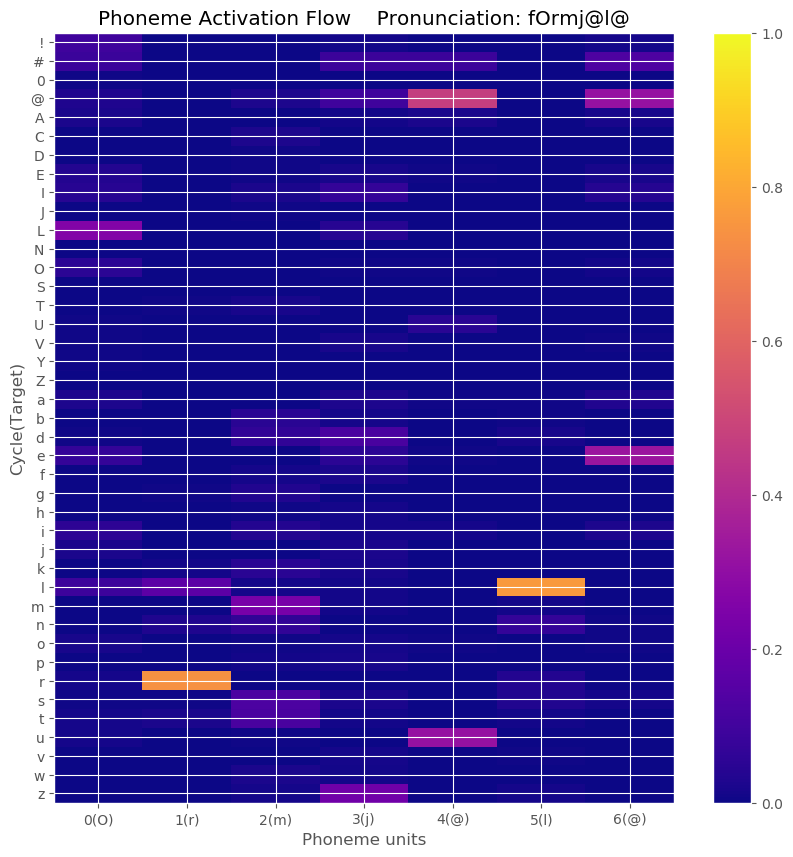 Phoneme Activation Flow    Pronunciation: fOrmj@l@
Cycle(Target)
!
#
0
@
A
C
D
E
I
J
L
N
O
S
T
U
V
Y
Z
a
b
d
e
f
g
h
i
j
k
l
m
n
o
p
r
s
t
u
v
w
z
0(O) 1(r) 2(m) 3(j) 4(@) 5(l) 6(@)
Phoneme units
1.0
0.8
0.6
0.4
0.2
0.0